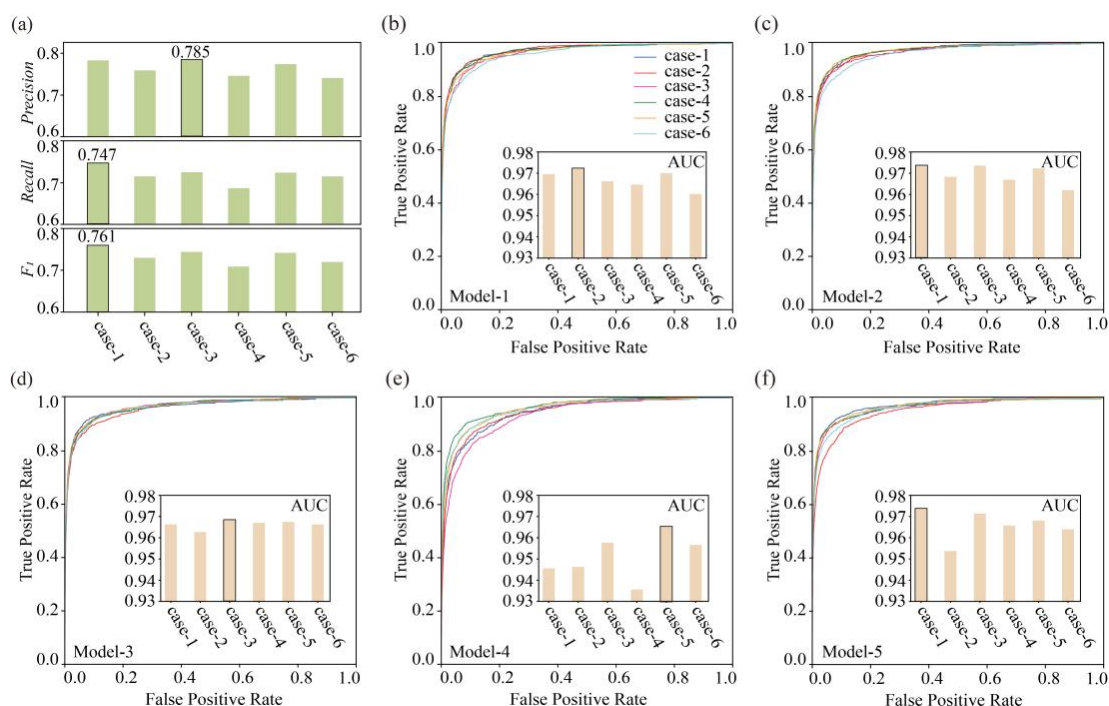 (a)
Precision
0.8
0.7
0.6
0.785
Recall
0.8
0.7
0.6
0.747
F1
0.8
0.7
0.6
0.761
case-1
case-2
case-3
case-4
case-5
case-6
(b)
True Positive Rate
1.0
0.8
0.6
0.4
0.2
0.0
case-1
case-2
case-3
case-4
case-5
case-6
AUC
0.98
0.97
0.96
0.95
0.94
0.93
case-1
case-2
case-3
case-4
case-5
case-6
Model-1
0.0 0.2 0.4 0.6 0.8 1.0
False Positive Rate
(c)
True Positive Rate
1.0
0.8
0.6
0.4
0.2
0.0
AUC
0.98
0.97
0.96
0.95
0.94
0.93
case-1
case-2
case-3
case-4
case-5
case-6
Model-2
0.0 0.2 0.4 0.6 0.8 1.0
False Positive Rate
(d)
True Positive Rate
1.0
0.8
0.6
0.4
0.2
0.0
AUC
0.98
0.97
0.96
0.95
0.94
0.93
case-1
case-2
case-3
case-4
case-5
case-6
Model-3
0.0 0.2 0.4 0.6 0.8 1.0
False Positive Rate
(e)
True Positive Rate
1.0
0.8
0.6
0.4
0.2
0.0
AUC
0.98
0.97
0.96
0.95
0.94
0.93
case-1
case-2
case-3
case-4
case-5
case-6
Model-4
0.0 0.2 0.4 0.6 0.8 1.0
False Positive Rate
(f)
True Positive Rate
1.0
0.8
0.6
0.4
0.2
0.0
AUC
0.98
0.97
0.96
0.95
0.94
0.93
case-1
case-2
case-3
case-4
case-5
case-6
Model-5
0.0 0.2 0.4 0.6 0.8 1.0
False Positive Rate